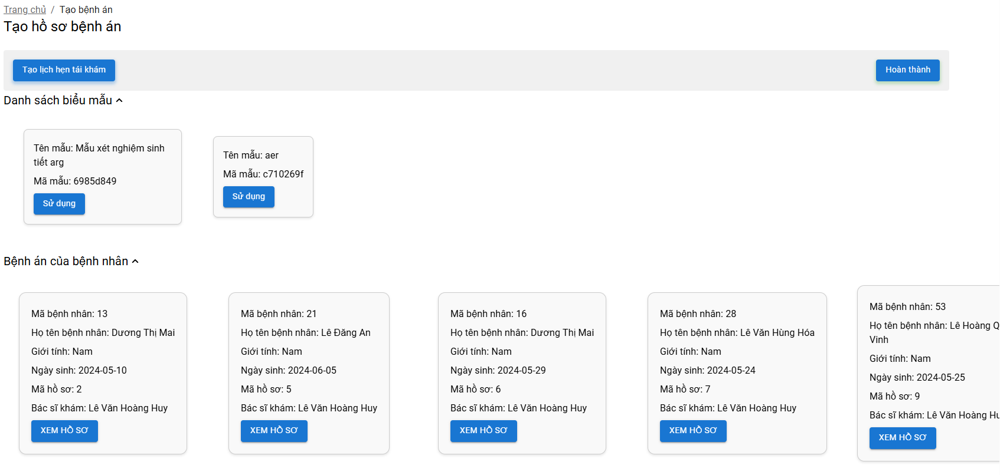 Trang chủ / Tạo bệnh án
Tạo hồ sơ bệnh án
Tạo lịch hẹn tái khám
Hoàn thành
Danh sách biểu mẫu
Tên mẫu: Mẫu xét nghiệm sinh
tiết arg
Mã mẫu: 6985d849
Sử dụng
Tên mẫu: aer
Mã mẫu: c710269f
Sử dụng
Bệnh án của bệnh nhân
Mã bệnh nhân: 13
Họ tên bệnh nhân: Dương Thị Mai
Giới tính: Nam
Ngày sinh: 2024-05-10
Mã hồ sơ: 2
Bác sĩ khám: Lê Văn Hoàng Huy
XEM HỒ SƠ
Mã bệnh nhân: 21
Họ tên bệnh nhân: Lê Đăng An
Giới tính: Nam
Ngày sinh: 2024-06-05
Mã hồ sơ: 5
Bác sĩ khám: Lê Văn Hoàng Huy
XEM HỒ SƠ
Mã bệnh nhân: 16
Họ tên bệnh nhân: Dương Thị Mai
Giới tính: Nam
Ngày sinh: 2024-05-29
Mã hồ sơ: 6
Bác sĩ khám: Lê Văn Hoàng Huy
XEM HỒ SƠ
Mã bệnh nhân: 28
Họ tên bệnh nhân: Lê Văn Hùng Hóa
Giới tính: Nam
Ngày sinh: 2024-05-24
Mã hồ sơ: 7
Bác sĩ khám: Lê Văn Hoàng Huy
XEM HỒ SƠ
Mã bệnh nhân: 53
Họ tên bệnh nhân: Lê Hoàng
Vinh
Giới tính: Nam
Ngày sinh: 2024-05-25
Mã hồ sơ: 9
Bác sĩ khám: Lê Văn Hoàng
XEM HỒ SƠ